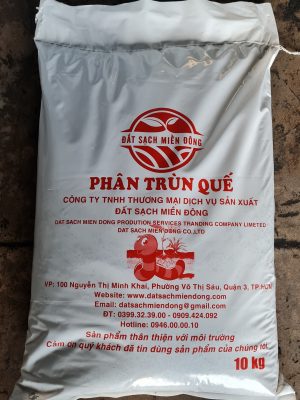 ĐẤT SẠCH MIỀN ĐÔNG
PHÂN TRÙN QUẾ
CÔNG TY TNHH THƯƠNG MẠI DỊCH VỤ SẢN XUẤT
ĐẤT SẠCH MIỀN ĐÔNG
DAT SACH MIEN DONG PRODUTION SERVICES TRANDING COMPANY LIMETED
DAT SACH MIEN DONG CO.,LTD
VP: 100 Nguyễn Thị Minh Khai, Phường Võ Thị Sáu, Quận 3, TP.HCM
Website: www.datsachmiendong.com
Email: datsachmiendong@gmail.com
ĐT: 0399.32.39.00 - 0909.424.092
Hotline: 0946.00.00.10
Sản phẩm thân thiện với môi trường
Cảm ơn quý khách đã tin dùng sản phẩm của chúng tôi
10 kg